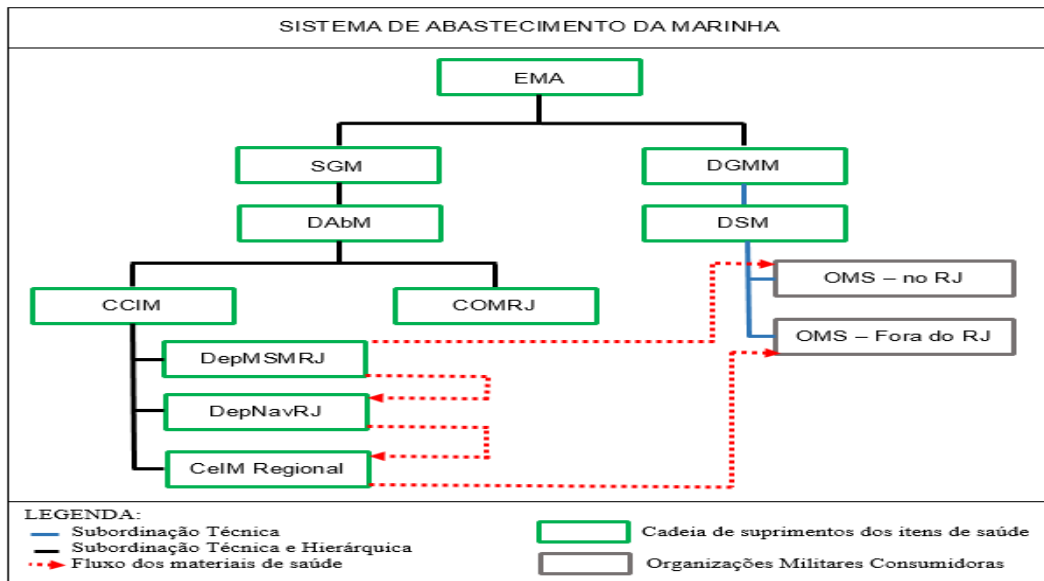 SISTEMA DE ABASTECIMENTO DA MARINHA
EMA
SGM
DGMM
DAbM
DSM
OMS – no RJ
CCIM
COMRJ
OMS – Fora do RJ
DepMSMRJ
DepNavRJ
CeIM Regional
LEGENDA:
Subordinação Técnica
Subordinação Técnica e Hierárquica
Fluxo dos materiais de saúde
Cadeia de suprimentos dos itens de saúde
Organizações Militares Consumidoras